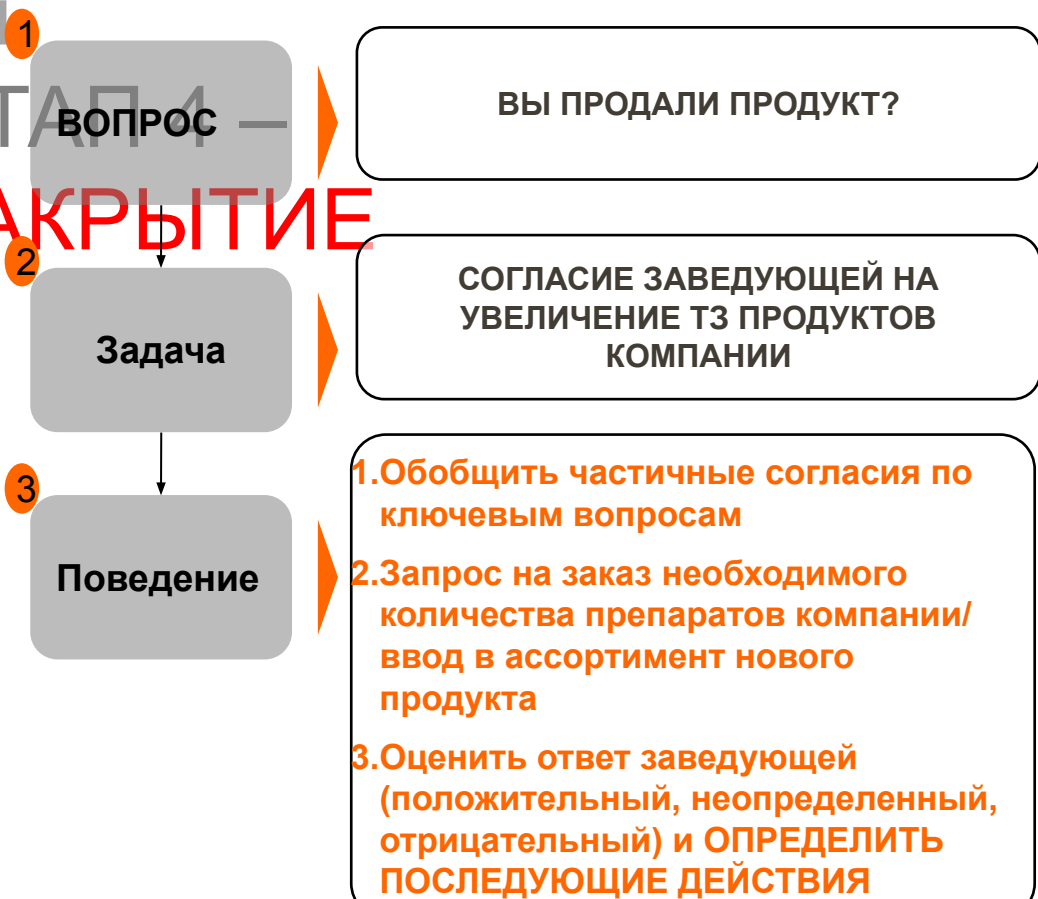 1
ТАП 4 –
АКРЫТИЕ
ВОПРОС
ВЫ ПРОДАЛИ ПРОДУКТ?
2
Задача
СОГЛАСИЕ ЗАВЕДУЮЩЕЙ НА
УВЕЛИЧЕНИЕ ТЗ ПРОДУКТОВ
КОМПАНИИ
3
Поведение
1.Обобщить частичные согласия по
ключевым вопросам
2.Запрос на заказ необходимого
количества препаратов компании/
ввод в ассортимент нового
продукта
3.Оценить ответ заведующей
(положительный, неопределенный,
отрицательный) и ОПРЕДЕЛИТЬ
ПОСЛЕДУЮЩИЕ ДЕЙСТВИЯ